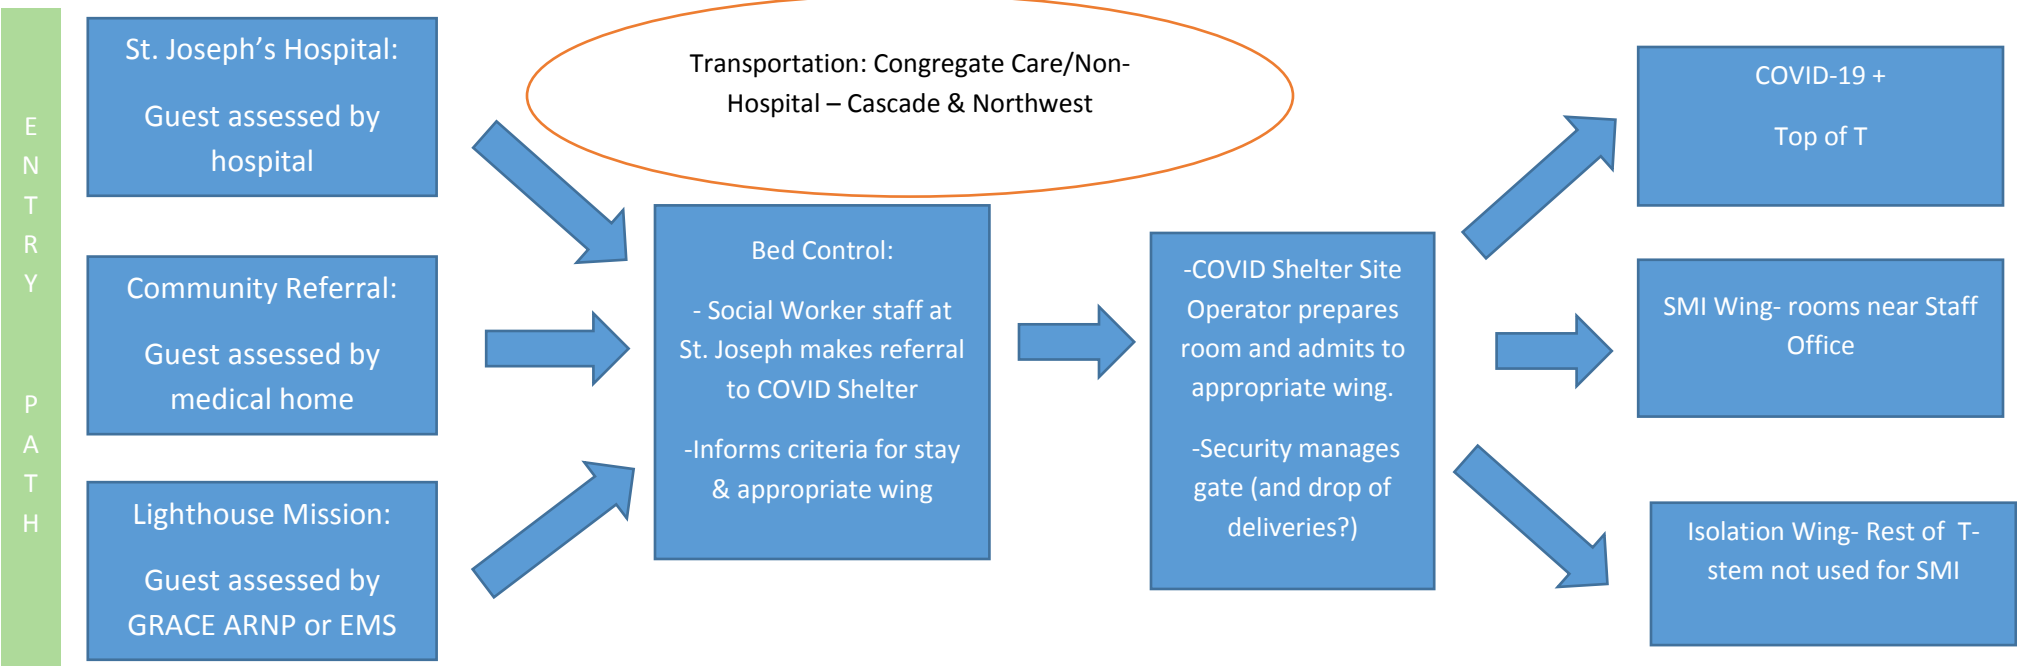 ENTRY PATH
St. Joseph’s Hospital:
Guest assessed by
hospital
Community Referral:
Guest assessed by
medical home
Lighthouse Mission:
Guest assessed by
GRACE ARNP or EMS
Transportation: Congregate Care/Non-
Hospital – Cascade & Northwest
Bed Control:
- Social Worker staff at
St. Joseph makes referral
to COVID Shelter
-Informs criteria for stay
& appropriate wing
-COVID Shelter Site
Operator prepares
room and admits to
appropriate wing.
-Security manages
gate (and drop of
deliveries?)
COVID-19 +
Top of T
SMI Wing- rooms near Staff
Office
Isolation Wing- Rest of  T-
stem not used for SMI